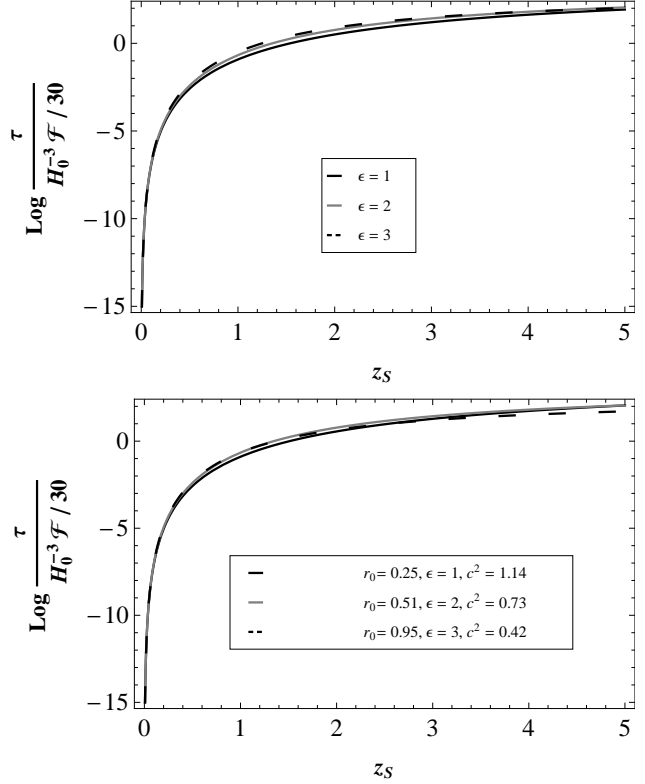 0
−5
−10
−15
Log τ / H₀⁻³ ℱ / 30
ϵ = 1
ϵ = 2
ϵ = 3
0 1 2 3 4 5
z_S
0
−5
−10
−15
Log τ / H₀⁻³ ℱ / 30
r₀ = 0.25, ϵ = 1, c² = 1.14
r₀ = 0.51, ϵ = 2, c² = 0.73
r₀ = 0.95, ϵ = 3, c² = 0.42
0 1 2 3 4 5
z_S